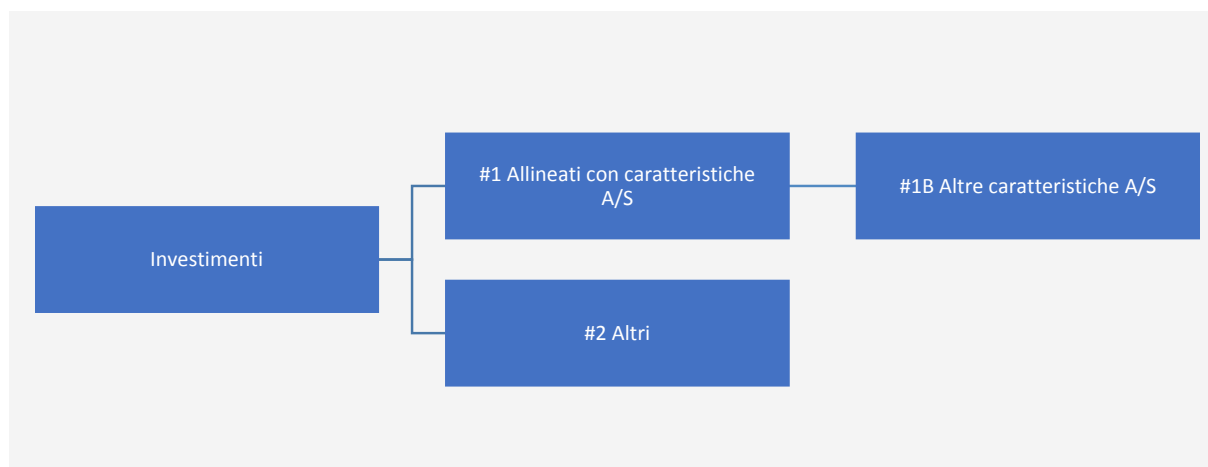 #1 Allineati con caratteristiche
A/S
#1B Altre caratteristiche A/S
Investimenti
#2 Altri